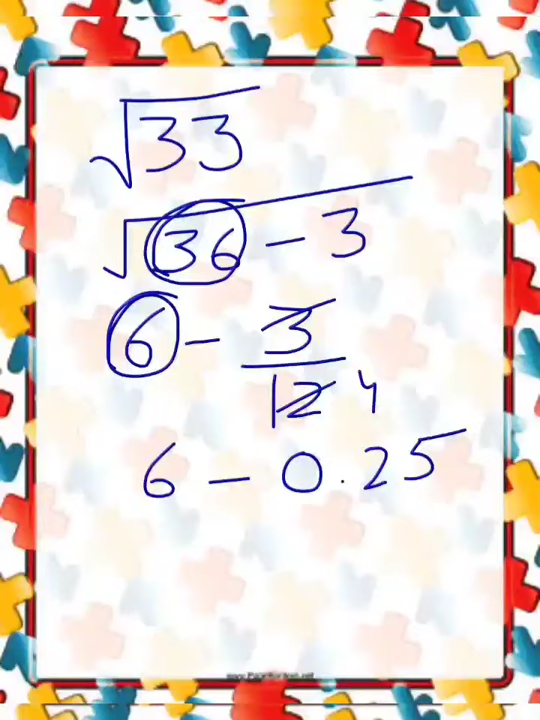 √33
√36 - 3
6 - 3/12 4
6 - 0.25